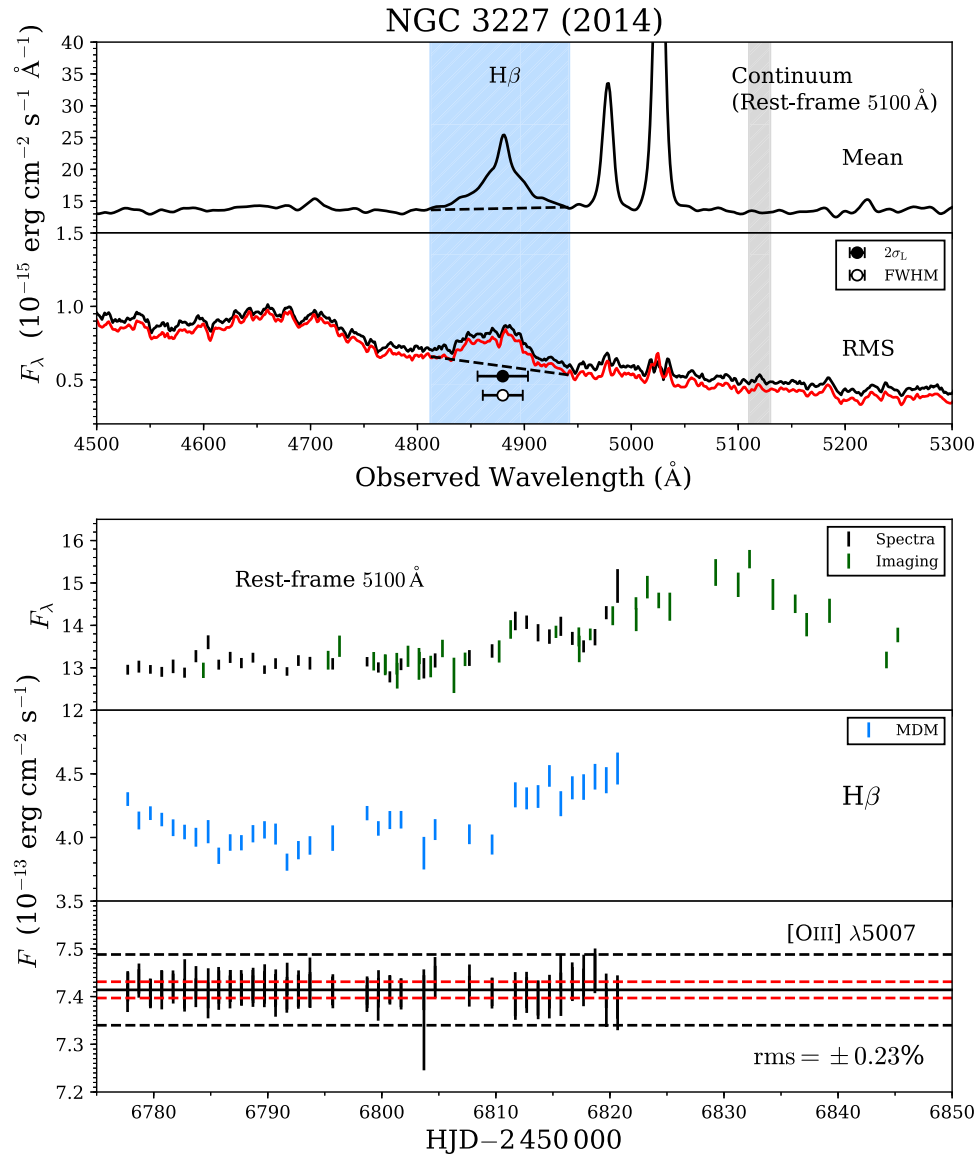 NGC 3227 (2014)
40
35
30
25
20
15
Hβ
Continuum
(Rest-frame 5100 Å)
Mean
1.5
1.0
0.5
2σL
FWHM
RMS
F_λ (10⁻¹⁵ erg cm⁻² s⁻¹ Å⁻¹)
4500 4600 4700 4800 4900 5000 5100 5200 5300
Observed Wavelength (Å)
16
15
14
13
12
F_λ
Rest-frame 5100 Å
Spectra
Imaging
4.5
4.0
3.5
MDM
Hβ
F (10⁻¹³ erg cm⁻² s⁻¹)
7.5
7.4
7.3
7.2
[OIII] λ5007
rms = ±0.23%
6780 6790 6800 6810 6820 6830 6840 6850
HJD−2 450 000